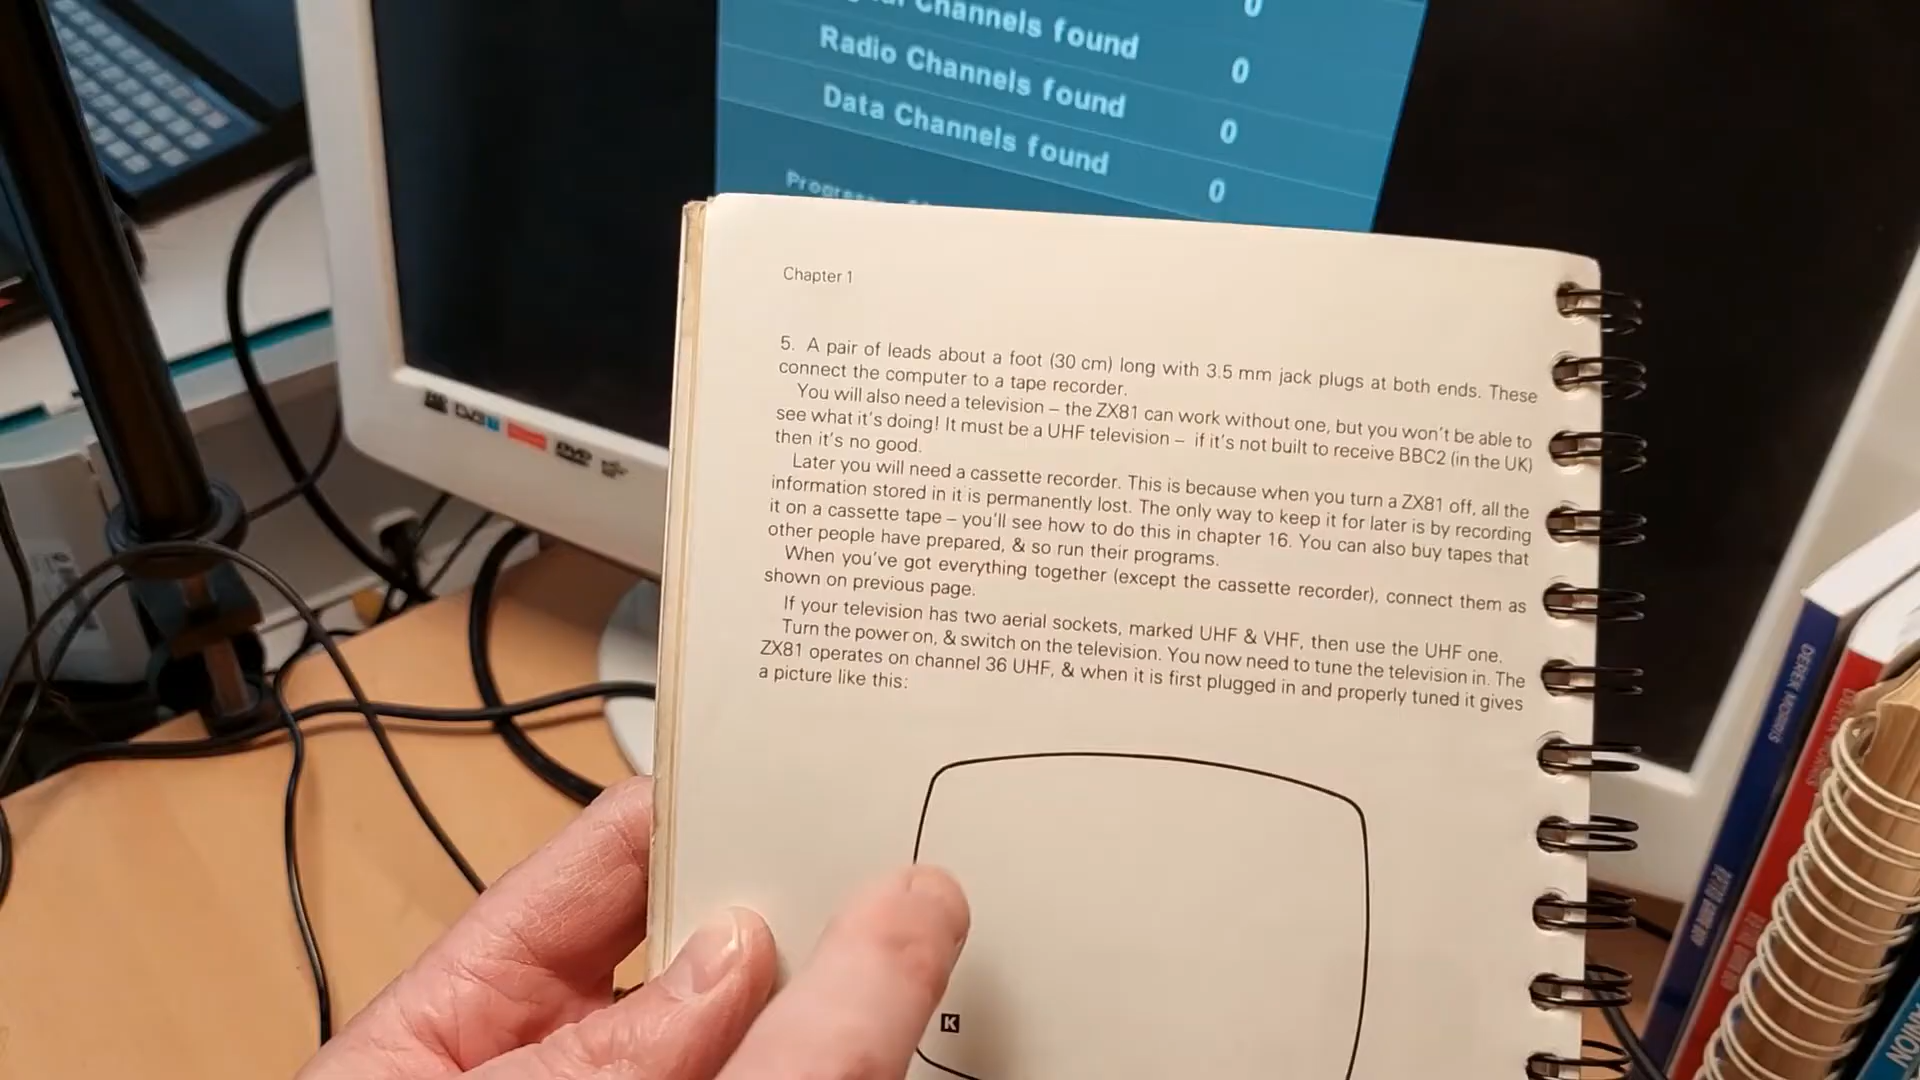 Channels found 0
Radio Channels found 0
Data Channels found 0
Chapter 1
5. A pair of leads about a foot (30 cm) long with 3.5 mm jack plugs at both ends. These
connect the computer to a tape recorder.
You will also need a television – the ZX81 can work without one, but you won't be able to
see what it's doing! It must be a UHF television – if it's not built to receive BBC2 (in the UK)
then it's no good.
Later you will need a cassette recorder. This is because when you turn a ZX81 off, all the
information stored in it is permanently lost. The only way to keep it for later is by recording
it on a cassette tape – you'll see how to do this in chapter 16. You can also buy tapes that
other people have prepared, & so run their programs.
When you've got everything together (except the cassette recorder), connect them as
shown on previous page.
If your television has two aerial sockets, marked UHF & VHF, then use the UHF one.
Turn the power on, & switch on the television. You now need to tune the television in. The
ZX81 operates on channel 36 UHF, & when it is first plugged in and properly tuned it gives
a picture like this:
K
DVD
DEREK MORRIS